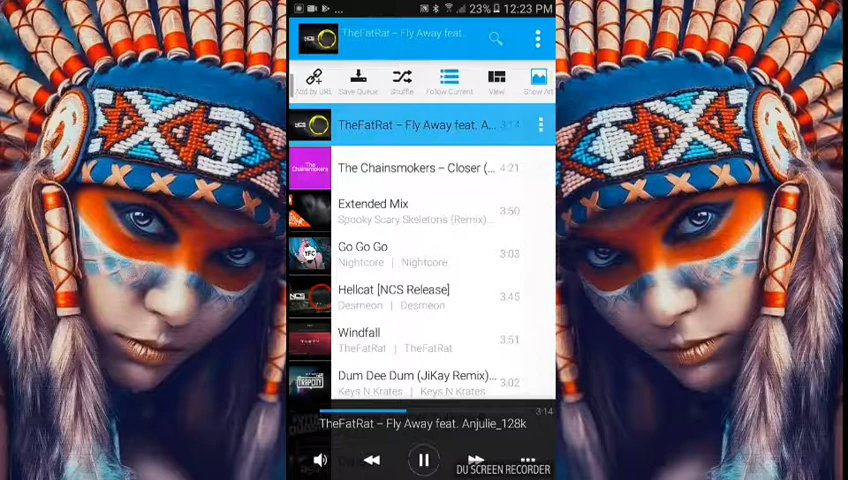 23% 12:23 PM
TheFatRat – Fly Away feat.
Add by URL Save Queue Shuffle Follow Current View Show Art
TheFatRat – Fly Away feat. A... 3:14
The Chainsmokers – Closer (... 4:21
Extended Mix
Spooky Scary Skeletons (Remix)... 3:50
Go Go Go
Nightcore | Nightcore 3:03
NCS
Hellcat [NCS Release]
Desmeon | Desmeon 3:45
Windfall
TheFatRat | TheFatRat 3:51
TRAPCITY
Dum Dee Dum (JiKay Remix)...
Keys N Krates | Keys N Krates 3:02
3:14
TheFatRat – Fly Away feat. Anjulie_128k
DU SCREEN RECORDER